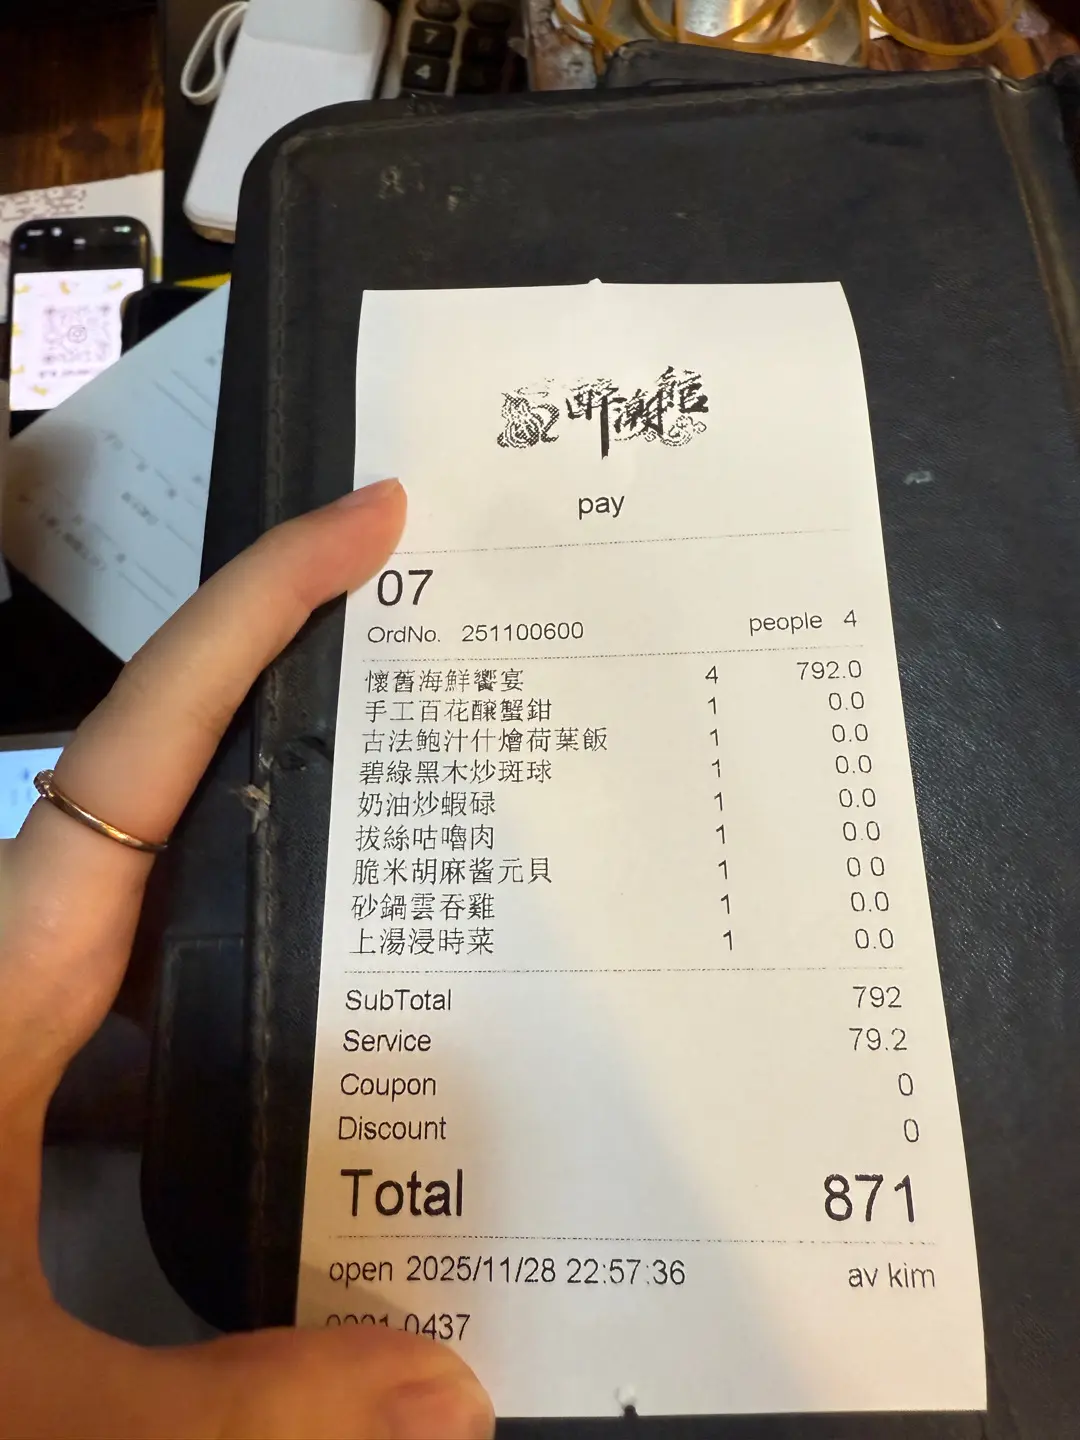 7
4
醉潮館
pay
07
OrdNo. 251100600 people 4
懷舊海鮮饗宴 4 792.0
手工百花釀蟹鉗 1 0.0
古法鮑汁什燴荷葉飯 1 0.0
碧綠黑木炒斑球 1 0.0
奶油炒蝦碌 1 0.0
拔絲咕嚕肉 1 0.0
脆米胡麻酱元貝 1 0 0
砂鍋雲吞雞 1 0.0
上湯浸時菜 1 0.0
SubTotal 792
Service 79.2
Coupon 0
Discount 0
Total 871
open 2025/11/28 22:57:36 av kim
-0437